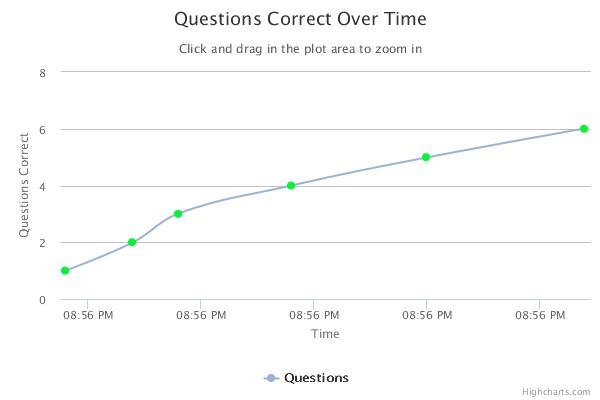 Questions Correct Over Time
Click and drag in the plot area to zoom in
8
6
4
2
0
Questions Correct
08:56 PM 08:56 PM 08:56 PM 08:56 PM 08:56 PM
Time
Questions
Highcharts.com